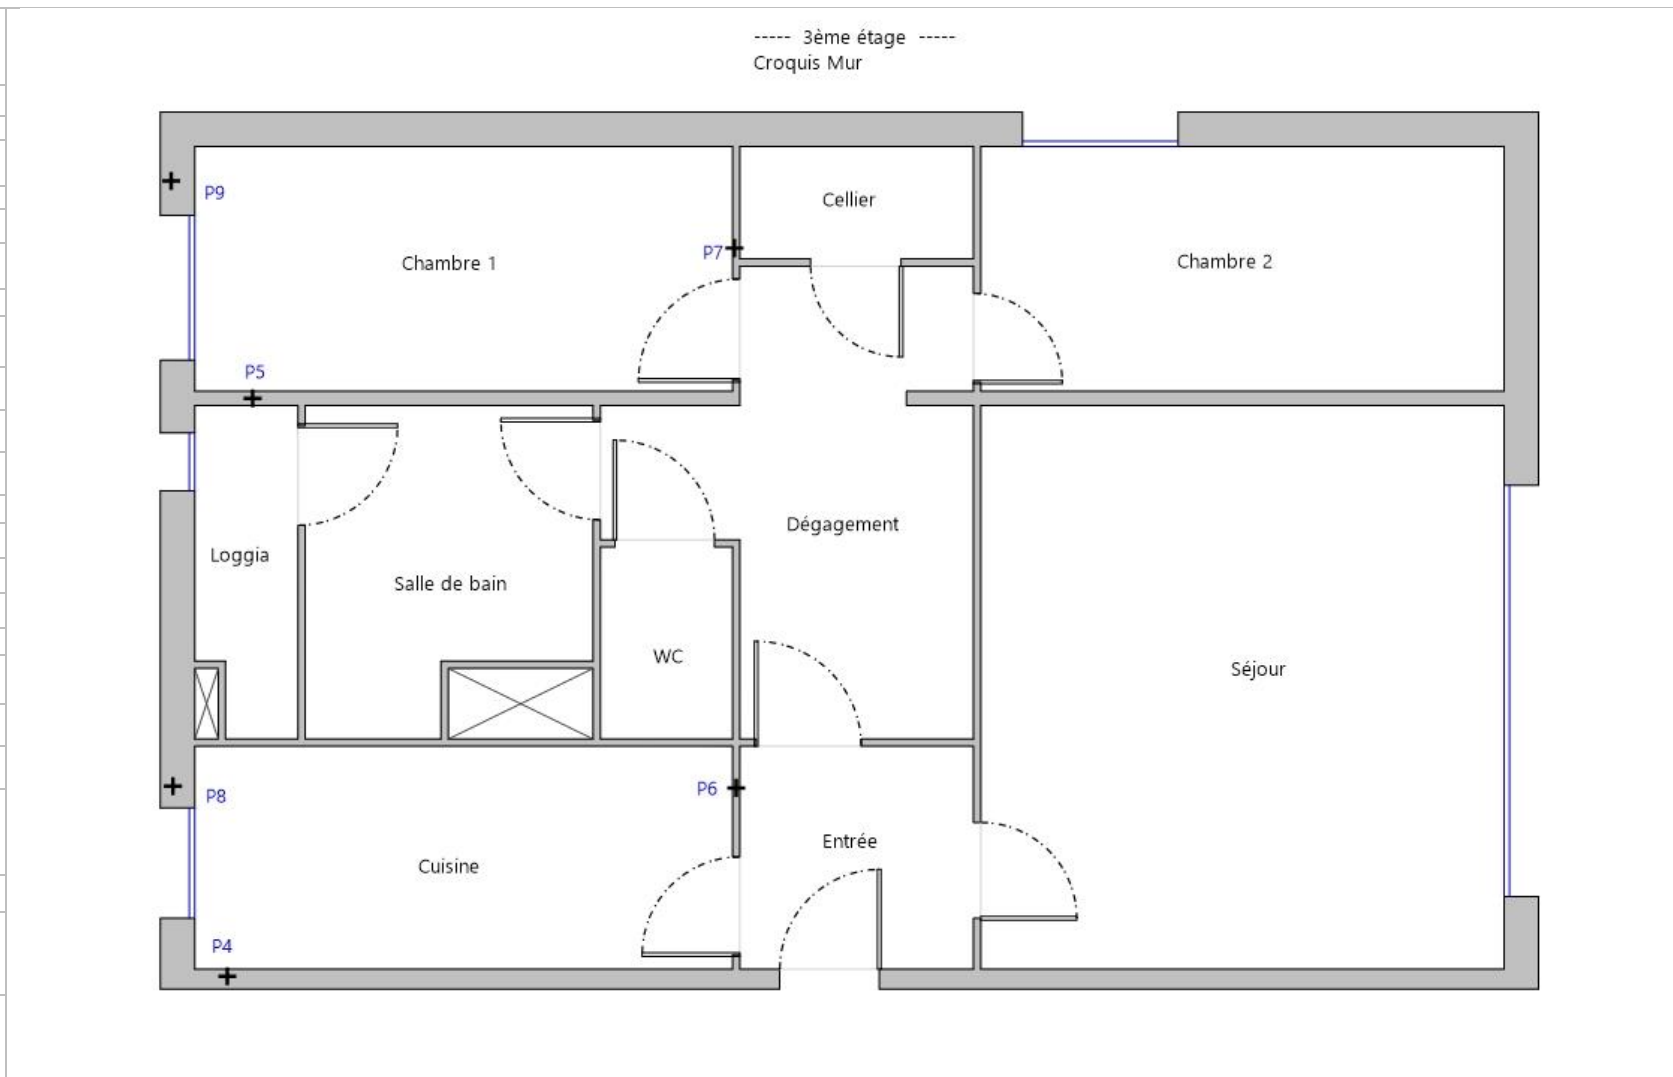 ----- 3ème étage -----
Croquis Mur
P9
Cellier
P7
Chambre 1
Chambre 2
P5
Dégagement
Loggia
Salle de bain
WC
Séjour
P6
P8
Entrée
Cuisine
P4